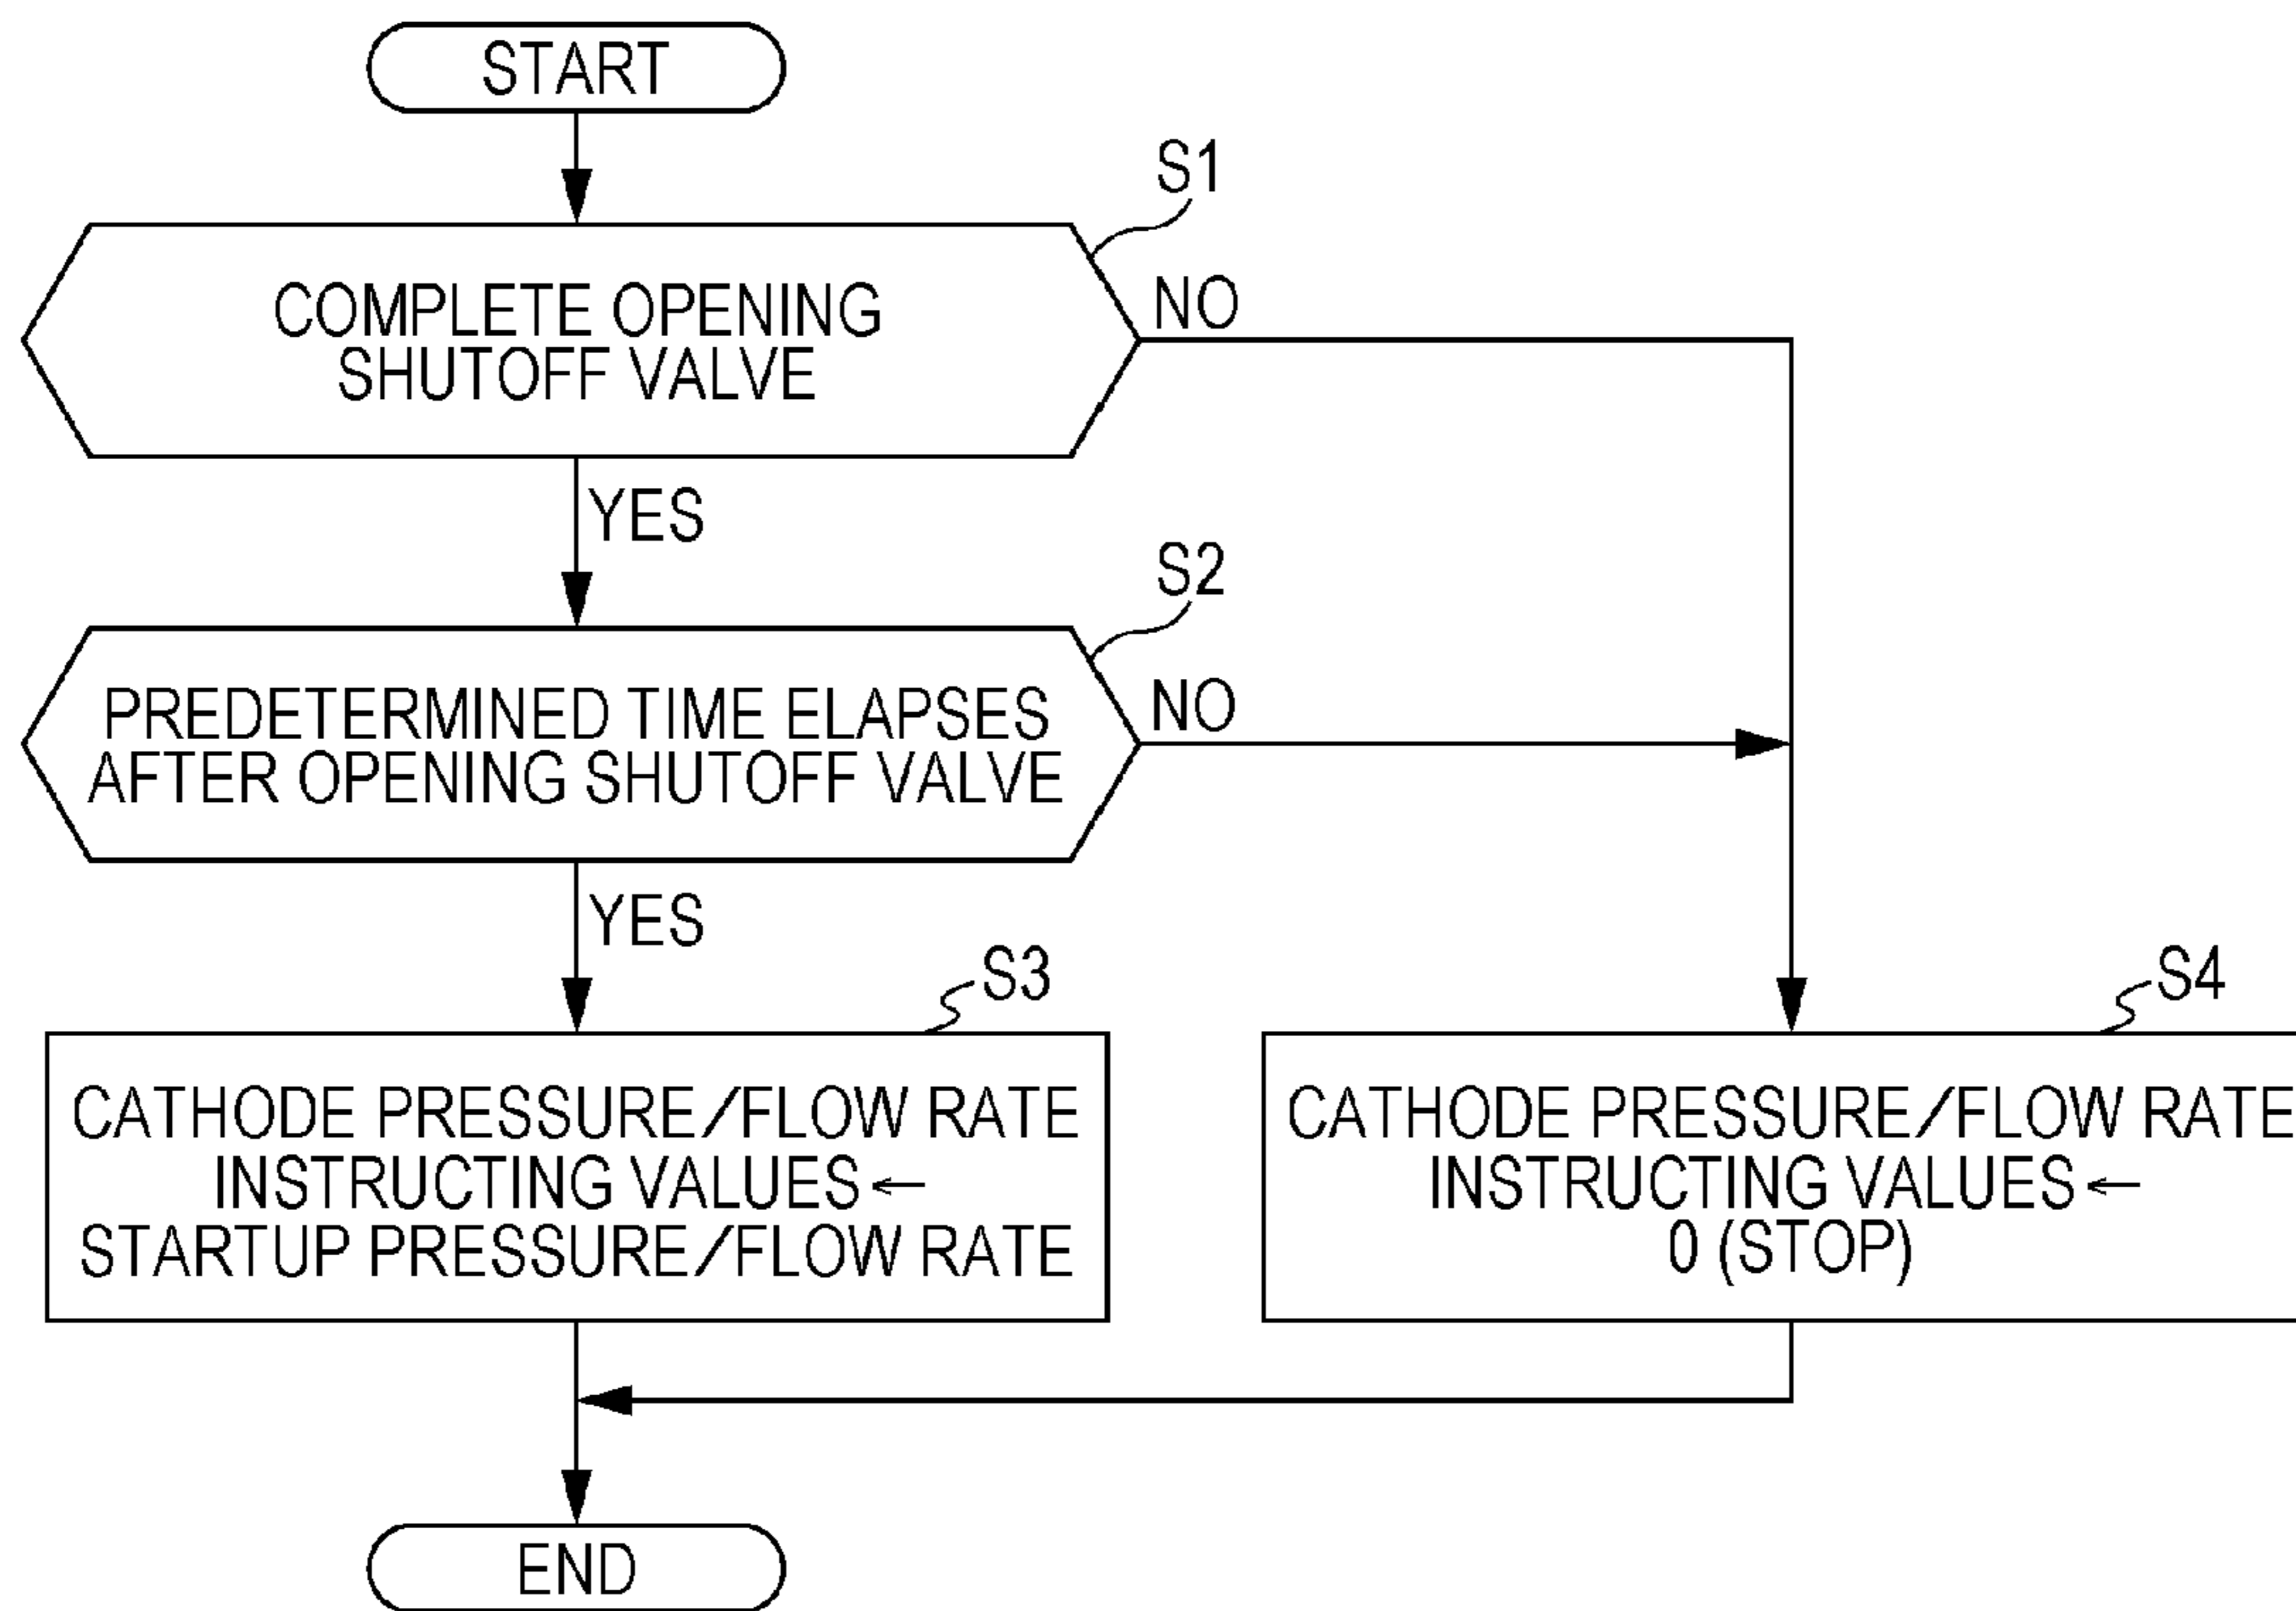 START
S1
COMPLETE OPENING
SHUTOFF VALVE
NO
YES
S2
PREDETERMINED TIME ELAPSES
AFTER OPENING SHUTOFF VALVE
NO
YES
S3
CATHODE PRESSURE/FLOW RATE
INSTRUCTING VALUES ←
STARTUP PRESSURE/FLOW RATE
S4
CATHODE PRESSURE/FLOW RATE
INSTRUCTING VALUES ←
0 (STOP)
END